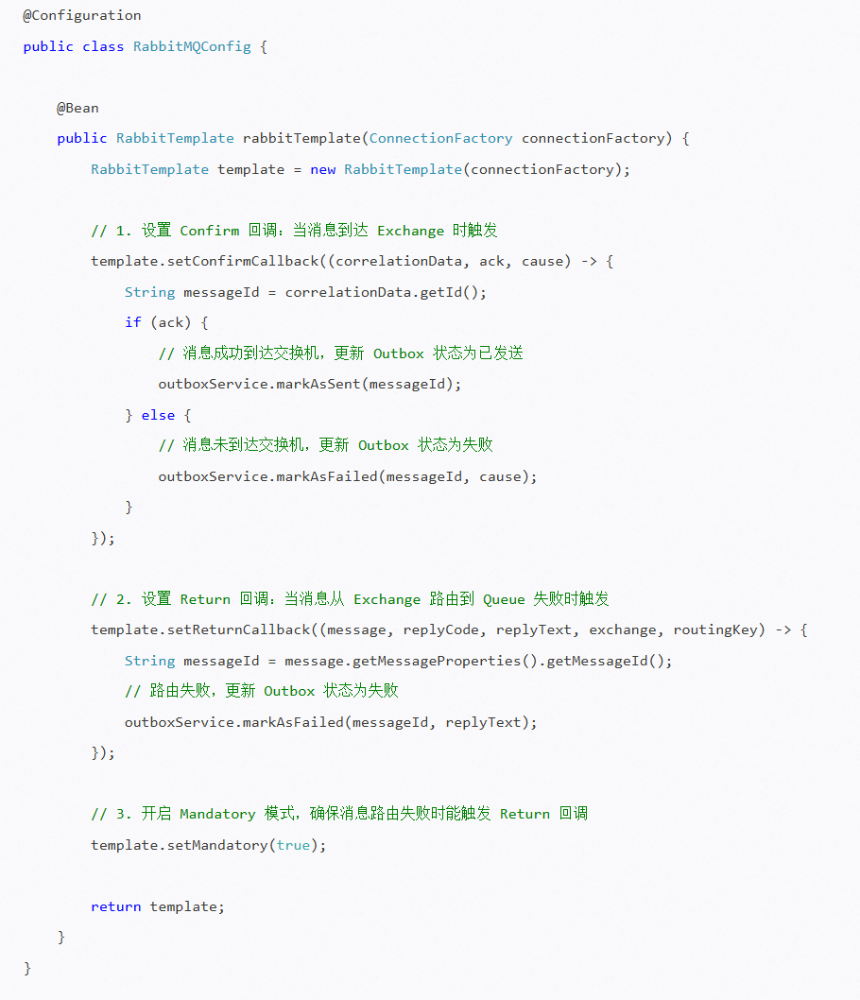 @Configuration
public class RabbitMQConfig {
@Bean
public RabbitTemplate rabbitTemplate(ConnectionFactory connectionFactory) {
RabbitTemplate template = new RabbitTemplate(connectionFactory);
// 1. 设置 Confirm 回调：当消息到达 Exchange 时触发
template.setConfirmCallback((correlationData, ack, cause) -> {
String messageId = correlationData.getId();
if (ack) {
// 消息成功到达交换机，更新 Outbox 状态为已发送
outboxService.markAsSent(messageId);
} else {
// 消息未到达交换机，更新 Outbox 状态为失败
outboxService.markAsFailed(messageId, cause);
}
});
// 2. 设置 Return 回调：当消息从 Exchange 路由到 Queue 失败时触发
template.setReturnCallback((message, replyCode, replyText, exchange, routingKey) -> {
String messageId = message.getMessageProperties().getMessageId();
// 路由失败，更新 Outbox 状态为失败
outboxService.markAsFailed(messageId, replyText);
});
// 3. 开启 Mandatory 模式，确保消息路由失败时能触发 Return 回调
template.setMandatory(true);
return template;
}
}